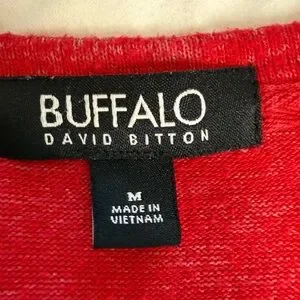 BUFFALO
DAVID BITTON
M
MADE IN
VIETNAM